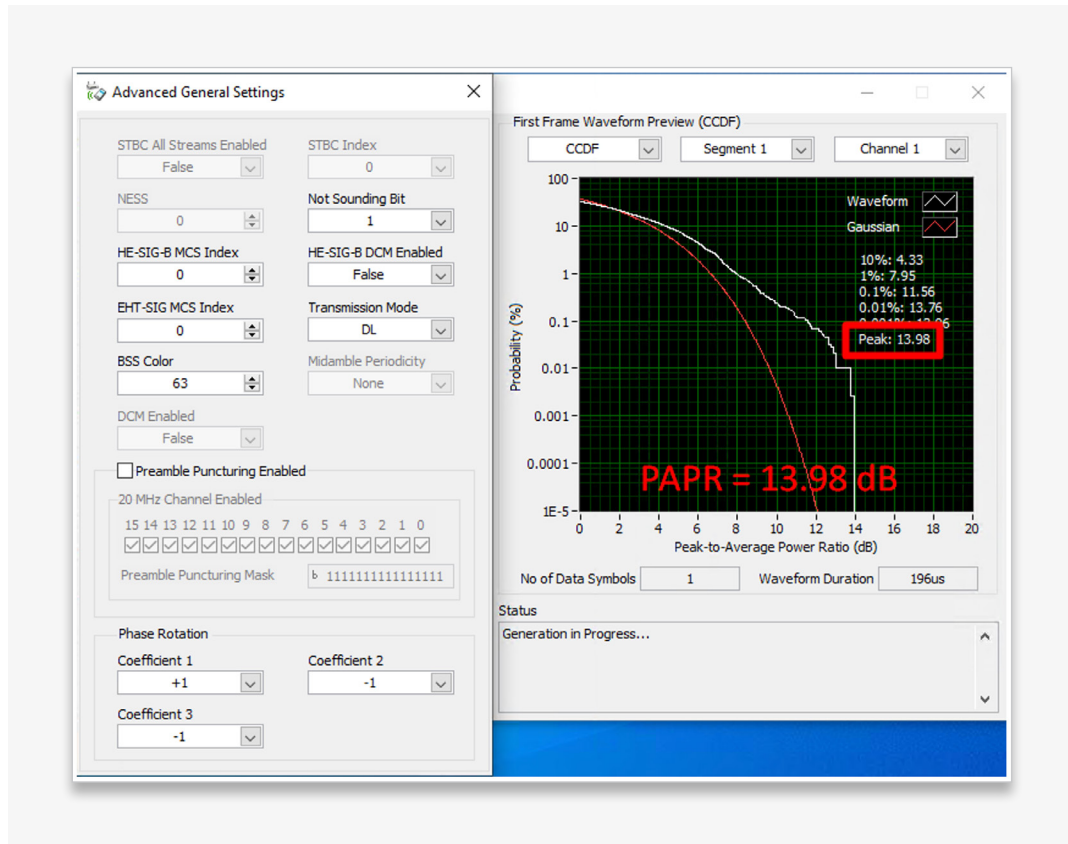 Advanced General Settings
STBC All Streams Enabled
False
STBC Index
0
NESS
0
Not Sounding Bit
1
HE-SIG-B MCS Index
0
HE-SIG-B DCM Enabled
False
EHT-SIG MCS Index
0
Transmission Mode
DL
BSS Color
63
Midamble Periodicity
None
DCM Enabled
False
Preamble Puncturing Enabled
20 MHz Channel Enabled
15 14 13 12 11 10 9 8 7 6 5 4 3 2 1 0
Preamble Puncturing Mask
b 1111111111111111
Phase Rotation
Coefficient 1
+1
Coefficient 2
-1
Coefficient 3
-1
First Frame Waveform Preview (CCDF)
CCDF
Segment 1
Channel 1
Waveform
Gaussian
10%: 4.33
1%: 7.95
0.1%: 11.56
0.01%: 13.76
Peak: 13.98
PAPR = 13.98 dB
Probability (%)
100
10
1
0.1
0.01
0.001
0.0001
1E-5
0 2 4 6 8 10 12 14 16 18 20
Peak-to-Average Power Ratio (dB)
No of Data Symbols
1
Waveform Duration
196us
Status
Generation in Progress...